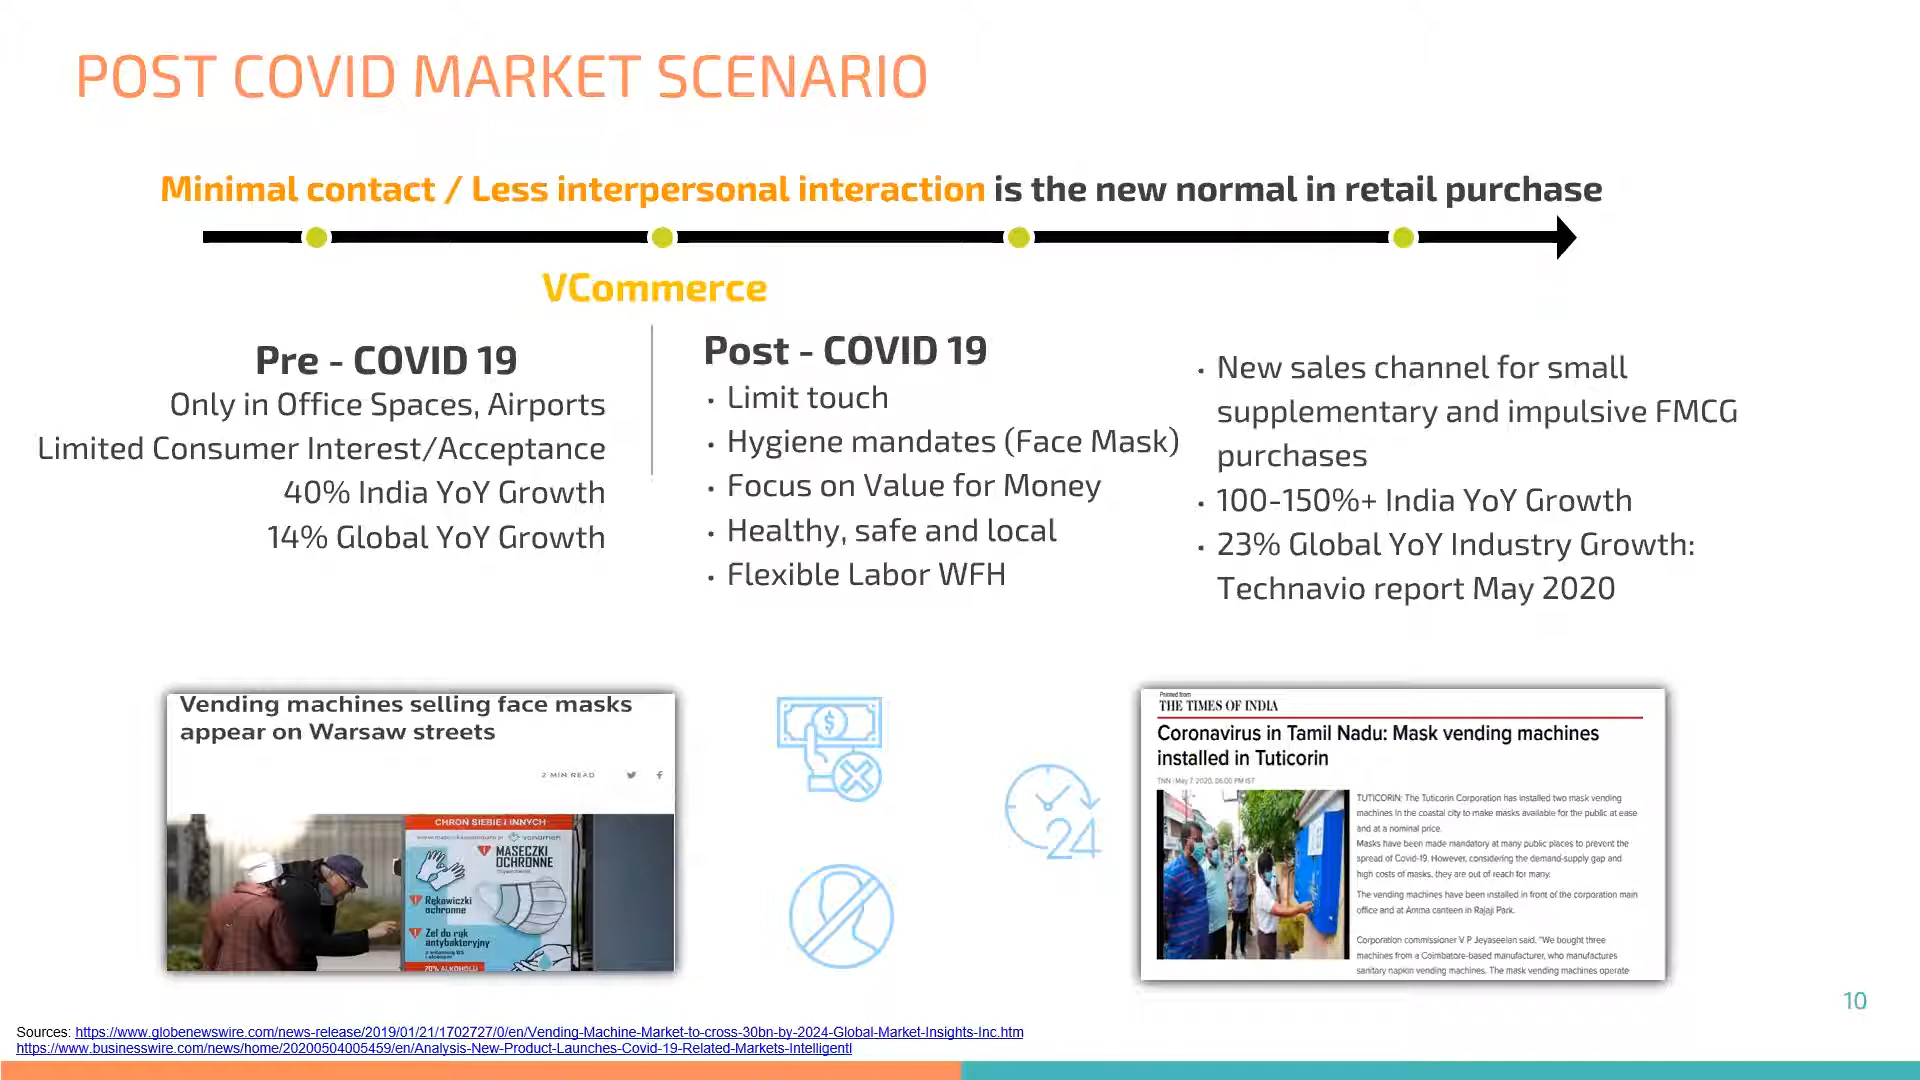 POST COVID MARKET SCENARIO
Minimal contact / Less interpersonal interaction is the new normal in retail purchase
VCommerce
Pre - COVID 19
Only in Office Spaces, Airports
Limited Consumer Interest/Acceptance
40% India YoY Growth
14% Global YoY Growth
Post - COVID 19
• Limit touch
• Hygiene mandates (Face Mask)
• Focus on Value for Money
• Healthy, safe and local
• Flexible Labor WFH
• New sales channel for small
supplementary and impulsive FMCG
purchases
• 100-150%+ India YoY Growth
• 23% Global YoY Industry Growth:
Technavio report May 2020
Vending machines selling face masks
appear on Warsaw streets
2 MIN READ
CHROŃ SIEBIE I INNYCH
MASECZKI
OCHRONNE
Rękawiczki
ochronne
Żel do rąk
antybakteryjny
70% ALKOHOLU
24
Printed from
THE TIMES OF INDIA
Coronavirus in Tamil Nadu: Mask vending machines
installed in Tuticorin
TNN | May 7, 2020, 06.00 PM IST
TUTICORIN: The Tuticorin Corporation has installed two mask vending
machines in the coastal city to make masks available for the public at ease
and at a nominal price.
Masks have been made mandatory at many public places to prevent the
spread of Covid-19. However, considering the demand-supply gap and
high costs of masks, they are out of reach for many.
The vending machines have been installed in front of the corporation main
office and at Amma canteen in Rajaji Park.
Corporation commissioner V P Jeyaseelan said, "We bought three
machines from a Coimbatore-based manufacturer, who manufactures
sanitary napkin vending machines. The mask vending machines operate
10
Sources: https://www.globenewswire.com/news-release/2019/01/21/1702727/0/en/Vending-Machine-Market-to-cross-30bn-by-2024-Global-Market-Insights-Inc.htm
https://www.businesswire.com/news/home/20200504005459/en/Analysis-New-Product-Launches-Covid-19-Related-Markets-Intelligentl